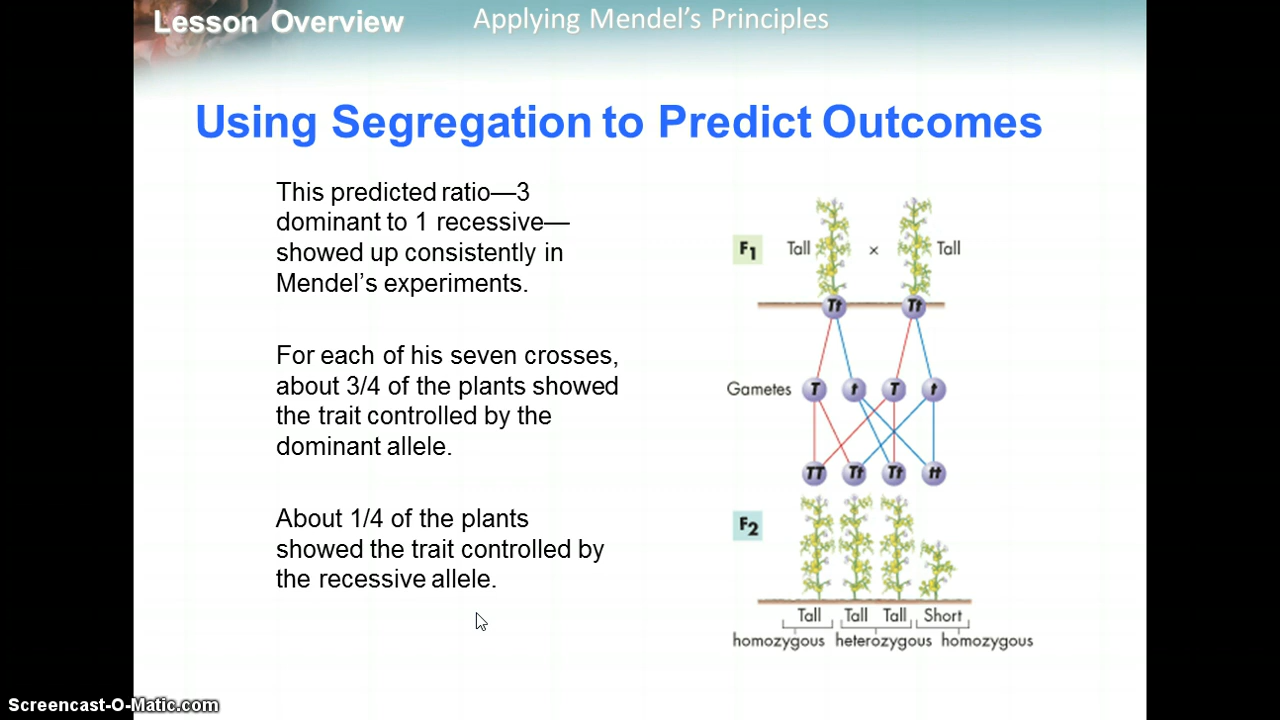 Lesson Overview Applying Mendel's Principles
Using Segregation to Predict Outcomes
This predicted ratio—3
dominant to 1 recessive—
showed up consistently in
Mendel's experiments.
For each of his seven crosses,
about 3/4 of the plants showed
the trait controlled by the
dominant allele.
About 1/4 of the plants
showed the trait controlled by
the recessive allele.
F1 Tall × Tall
Tt Tt
Gametes T t T t
TT Tt Tt tt
F2
Tall Tall Tall Short
homozygous heterozygous homozygous
Screencast-O-Matic.com